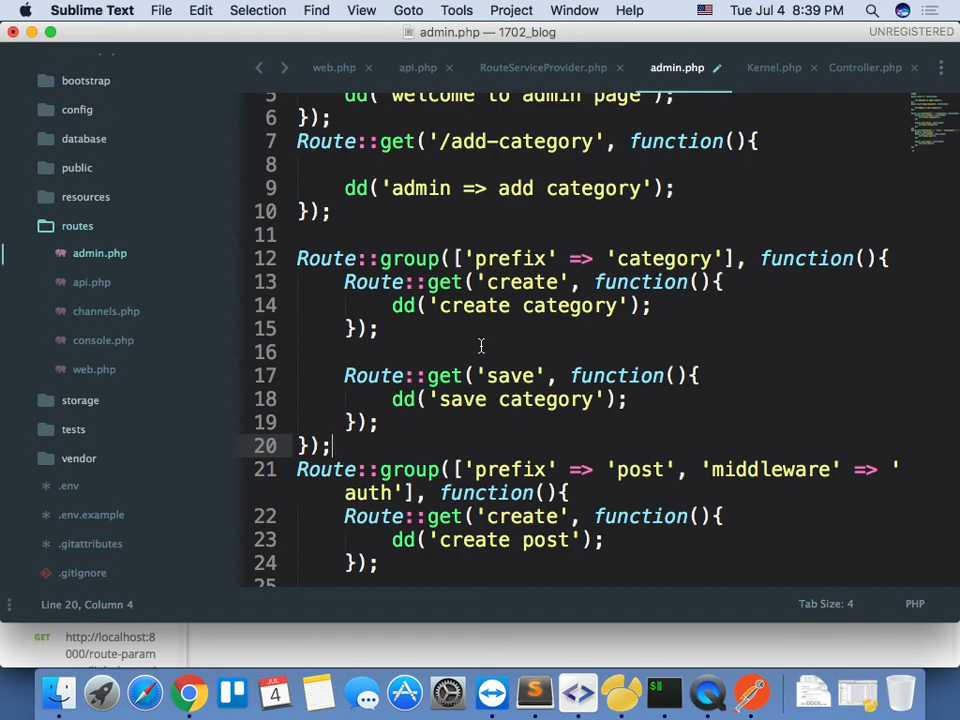 Sublime Text File Edit Selection Find View Goto Tools Project Window Help Tue Jul 4 8:39 PM
admin.php — 1702_blog UNREGISTERED
web.php × api.php × RouteServiceProvider.php × admin.php Kernel.php × Controller.php ×
bootstrap
config
database
public
resources
routes
admin.php
api.php
channels.php
console.php
web.php
storage
tests
vendor
.env
.env.example
.gitattributes
.gitignore
5 dd('welcome to admin page');
6 });
7 Route::get('/add-category', function(){
8
9 dd('admin => add category');
10 });
11
12 Route::group(['prefix' => 'category'], function(){
13 Route::get('create', function(){
14 dd('create category');
15 });
16
17 Route::get('save', function(){
18 dd('save category');
19 });
20 });
21 Route::group(['prefix' => 'post', 'middleware' => '
auth'], function(){
22 Route::get('create', function(){
23 dd('create post');
24 });
25
Line 20, Column 4 Tab Size: 4 PHP
GET http://localhost:8
000/route-param
JUL
4